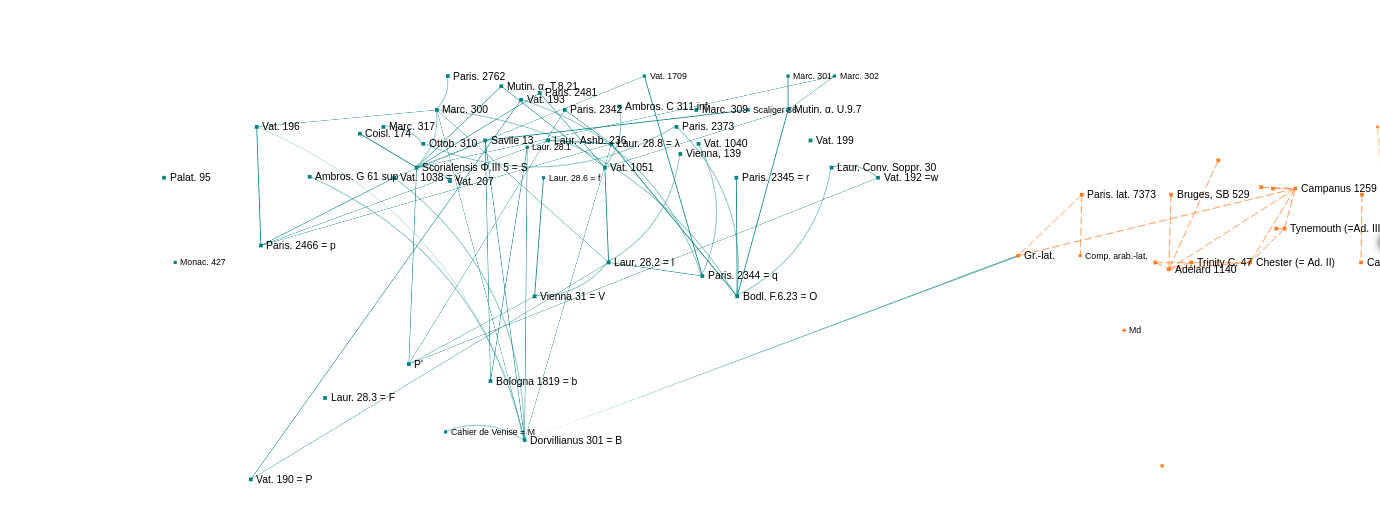 Paris. 2762
Vat. 1709
Marc. 301
Marc. 302
Mutin. α. T.8.21
Paris. 2481
Vat. 193
Marc. 300
Paris. 2342
Ambros. C 311 inf
Marc. 309
Scaliger
Mutin. α. U.9.7
Vat. 196
Coisl. 174
Marc. 317
Paris. 2373
Ottob. 310
Savile 13
Laur. Ashb. 236
Laur. 28.1
Laur. 28.8 = λ
Vat. 1040
Vat. 199
Vienna, 139
Scorialensis Φ.III 5 = S
Vat. 1051
Laur. Conv. Soppr. 30
Palat. 95
Ambros. G 61 sup
Vat. 1038 =
Vat. 207
Laur. 28.6 = f
Paris. 2345 = r
Vat. 192 =w
Paris. lat. 7373
Bruges, SB 529
Campanus 1259
Tynemouth (=Ad. III
Paris. 2466 = p
Gr.-lat.
Comp. arab.-lat.
Monac. 427
Laur. 28.2 = l
Trinity C. 47
Chester (= Ad. II)
Ca
Adelard 1140
Paris. 2344 = q
Vienna 31 = V
Bodl. F.6.23 = O
Md
P'
Bologna 1819 = b
Laur. 28.3 = F
Cahier de Venise = M
Dorvillianus 301 = B
Vat. 190 = P